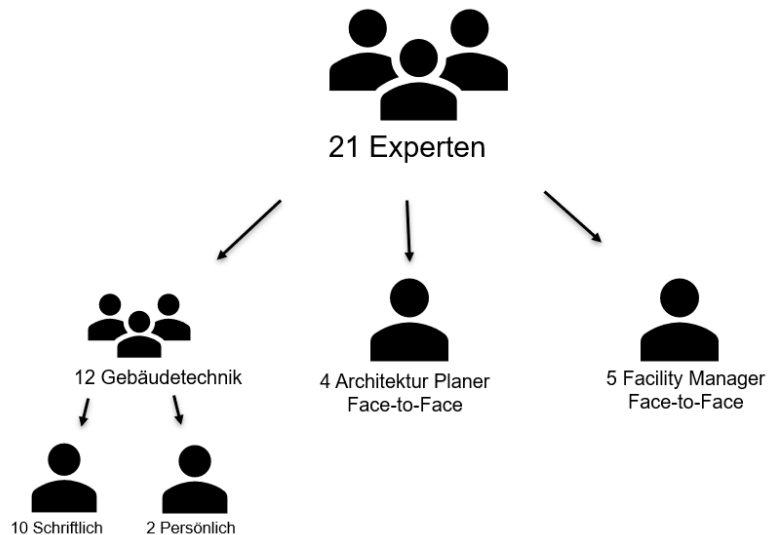 21 Experten
12 Gebäudetechnik
4 Architektur Planer
Face-to-Face
5 Facility Manager
Face-to-Face
10 Schriftlich
2 Persönlich